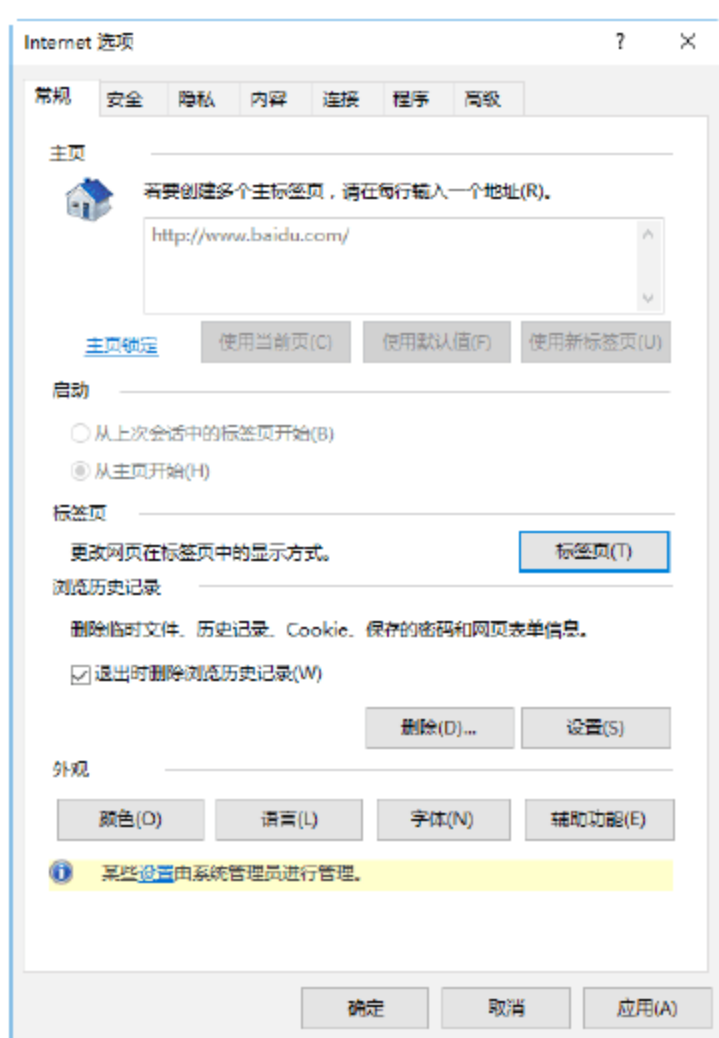 Internet 选项 ? ×
常规 安全 隐私 内容 连接 程序 高级
主页
若要创建多个主标签页，请在每行输入一个地址(R)。
http://www.baidu.com/
主页锁定 使用当前页(C) 使用默认值(F) 使用新标签页(U)
启动
从上次会话中的标签页开始(B)
从主页开始(H)
标签页
更改网页在标签页中的显示方式。 标签页(T)
浏览历史记录
删除临时文件、历史记录、Cookie、保存的密码和网页表单信息。
退出时删除浏览历史记录(W)
删除(D)... 设置(S)
外观
颜色(O) 语言(L) 字体(N) 辅助功能(E)
某些设置由系统管理员进行管理。
确定 取消 应用(A)